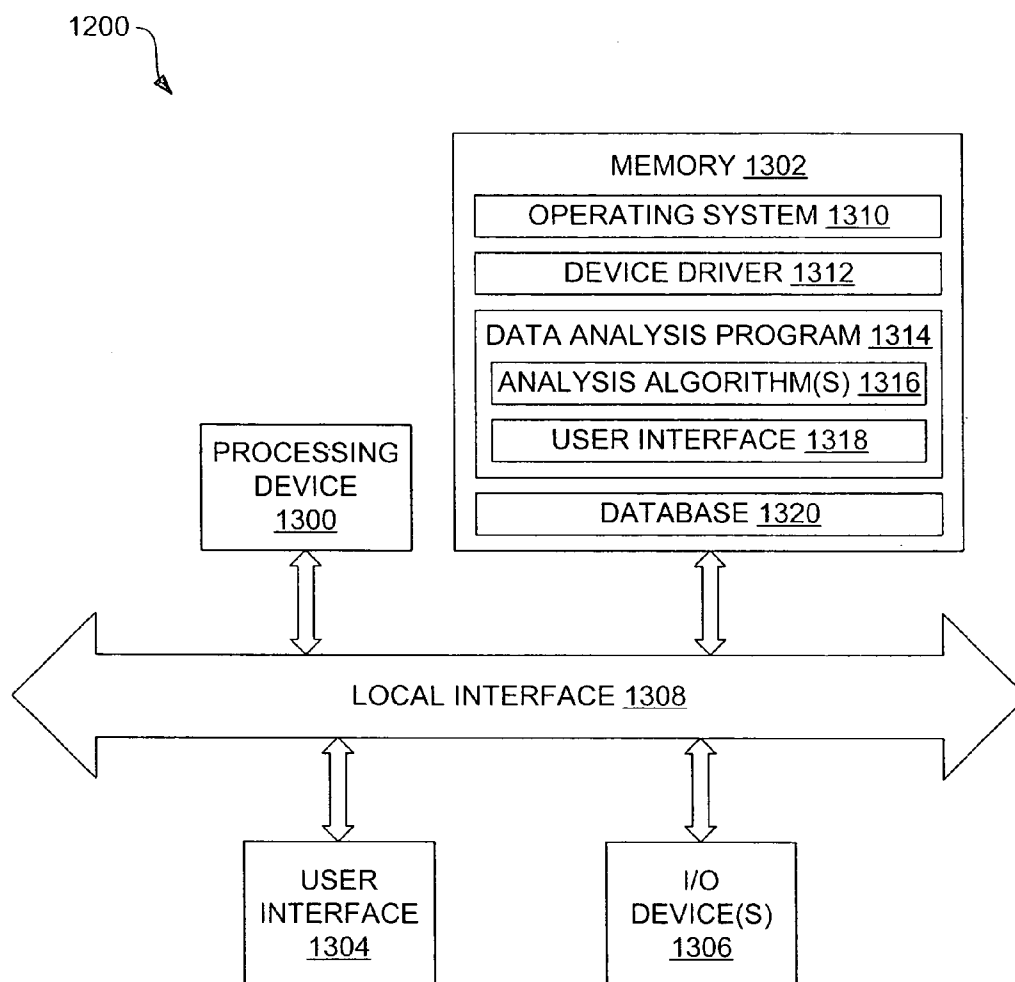 1200
MEMORY 1302
OPERATING SYSTEM 1310
DEVICE DRIVER 1312
DATA ANALYSIS PROGRAM 1314
ANALYSIS ALGORITHM(S) 1316
USER INTERFACE 1318
DATABASE 1320
PROCESSING
DEVICE
1300
LOCAL INTERFACE 1308
USER
INTERFACE
1304
I/O
DEVICE(S)
1306